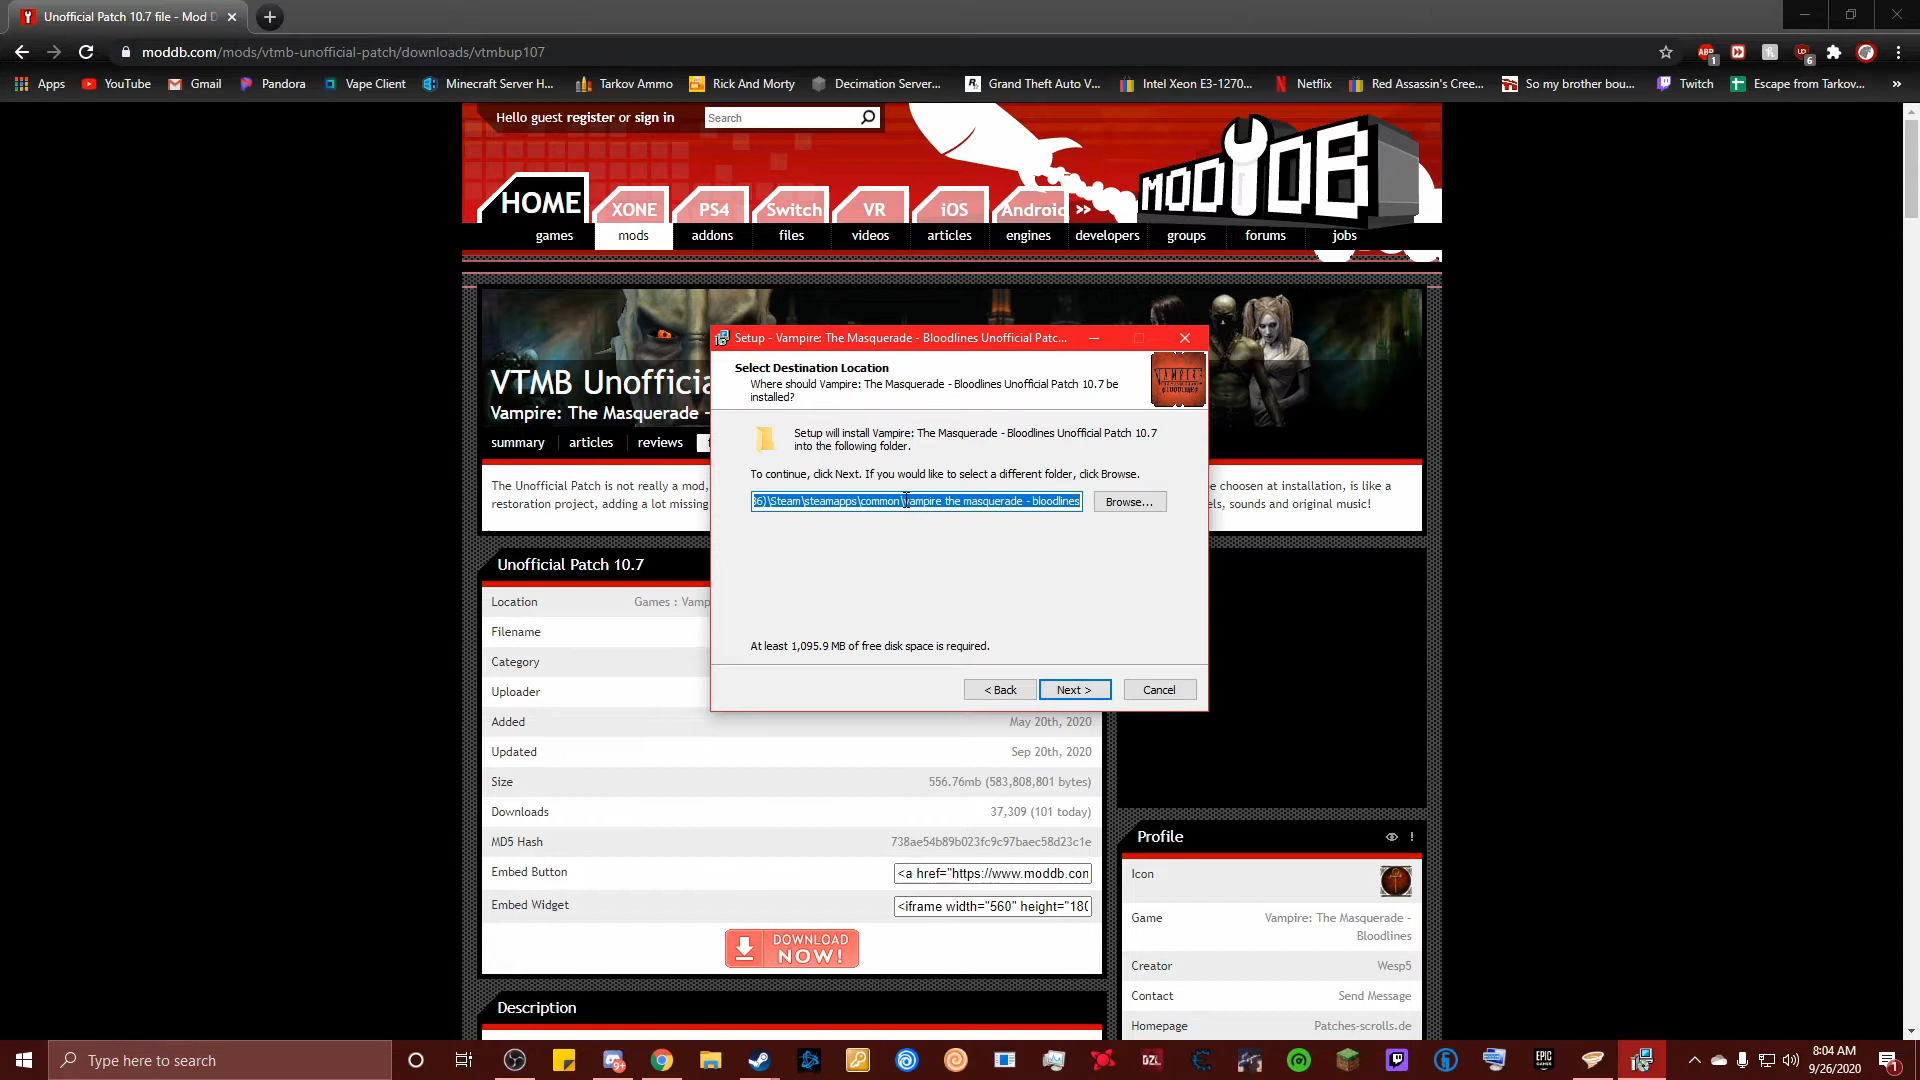 Unofficial Patch 10.7 file - Mod D
moddb.com/mods/vtmb-unofficial-patch/downloads/vtmbup107
ABP
1
6
Apps
YouTube
Gmail
Pandora
Vape Client
Minecraft Server H...
Tarkov Ammo
Rick And Morty
Decimation Server...
Grand Theft Auto V...
Intel Xeon E3-1270...
Netflix
Red Assassin's Cree...
So my brother bou...
Twitch
Escape from Tarkov...
»
Hello guest register or sign in
Search
MODDB
HOME
XONE
PS4
Switch
VR
iOS
Android
>>
games
mods
addons
files
videos
articles
engines
developers
groups
forums
jobs
VTMB Unofficia
Vampire: The Masquerade -
summary
articles
reviews
The Unofficial Patch is not really a mod,
be choosen at installation, is like a
restoration project, adding a lot missing
els, sounds and original music!
Setup - Vampire: The Masquerade - Bloodlines Unofficial Patc...
Select Destination Location
Where should Vampire: The Masquerade - Bloodlines Unofficial Patch 10.7 be
installed?
VAMPIRE
Setup will install Vampire: The Masquerade - Bloodlines Unofficial Patch 10.7
into the following folder.
To continue, click Next. If you would like to select a different folder, click Browse.
86)\Steam\steamapps\common\vampire the masquerade - bloodlines
Browse...
At least 1,095.9 MB of free disk space is required.
< Back
Next >
Cancel
Unofficial Patch 10.7
Location
Games : Vamp
Filename
Category
Uploader
Added
May 20th, 2020
Updated
Sep 20th, 2020
Size
556.76mb (583,808,801 bytes)
Downloads
37,309 (101 today)
MD5 Hash
738ae54b89b023fc9c97baec58d23c1e
Embed Button
<a href="https://www.moddb.con
Embed Widget
<iframe width="560" height="180
DOWNLOAD
NOW!
Description
Profile
Icon
Game
Vampire: The Masquerade -
Bloodlines
Creator
Wesp5
Contact
Send Message
Homepage
Patches-scrolls.de
Type here to search
9+
DZL
EPIC
GAMES
8:04 AM
9/26/2020
1